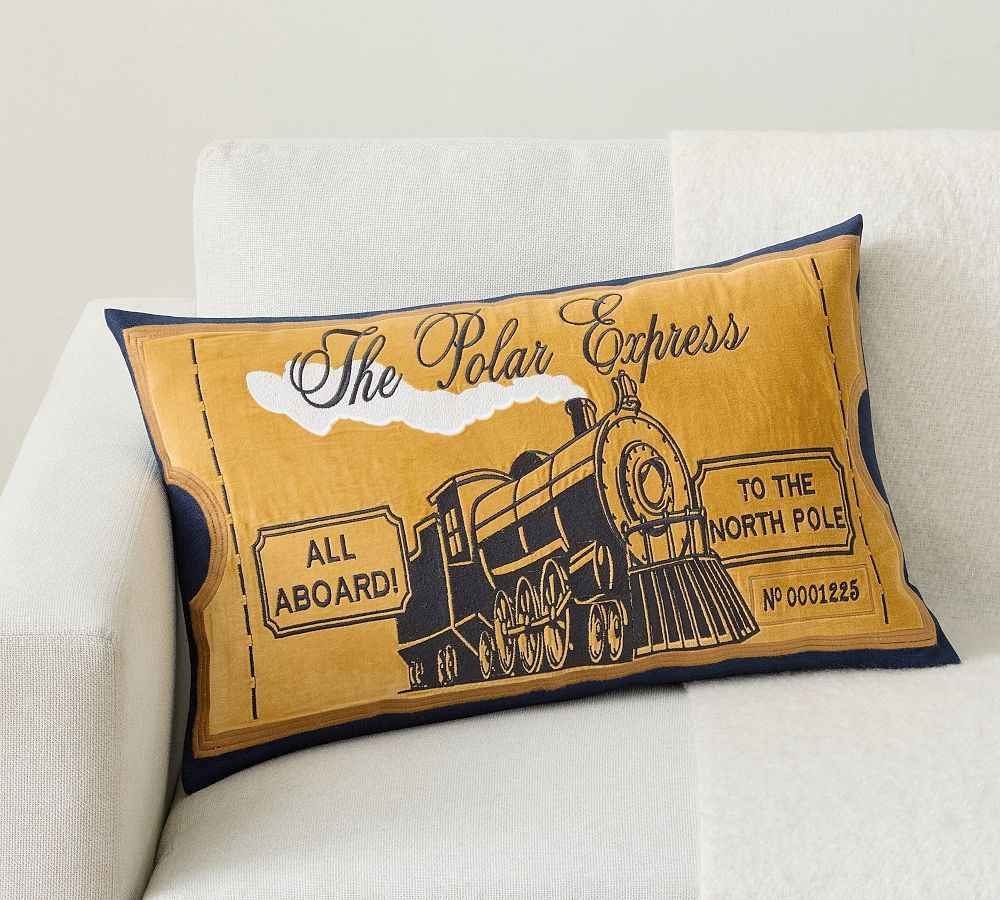 The Polar Express
ALL
ABOARD!
TO THE
NORTH POLE
Nº 0001225